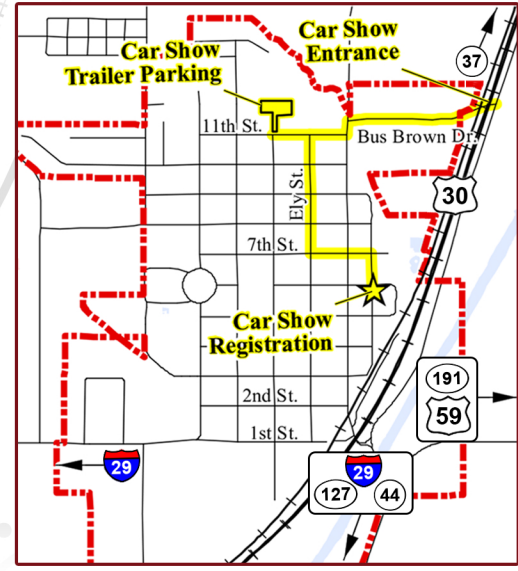 Car Show
Entrance
Car Show
Trailer Parking
37
11th St.
Bus Brown Dr.
30
Ely St.
7th St.
Car Show
Registration
191
59
2nd St.
1st St.
29
29
127
44